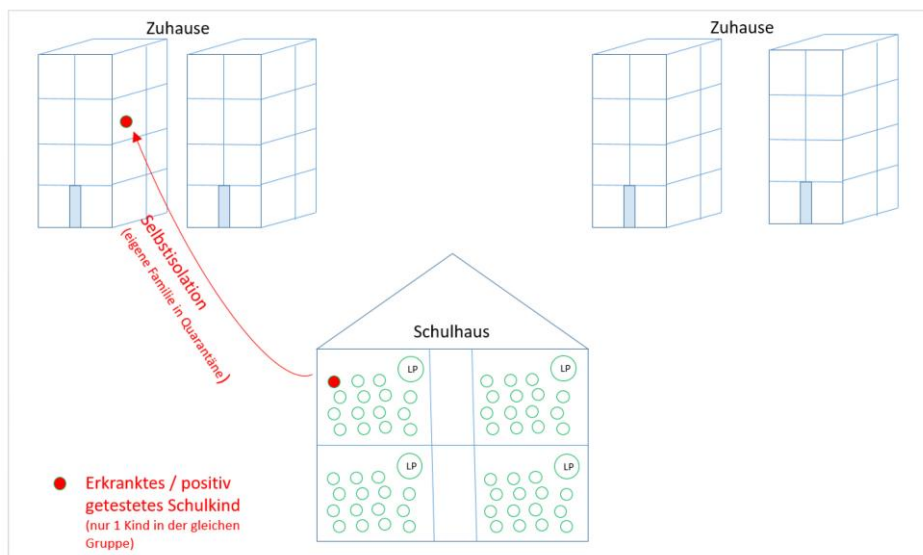 Zuhause
Zuhause
Selbstisolation
(eigene Familie in Quarantäne)
Schulhaus
LP
LP
LP
LP
Erkranktes / positiv
getestetes Schulkind
(nur 1 Kind in der gleichen
Gruppe)